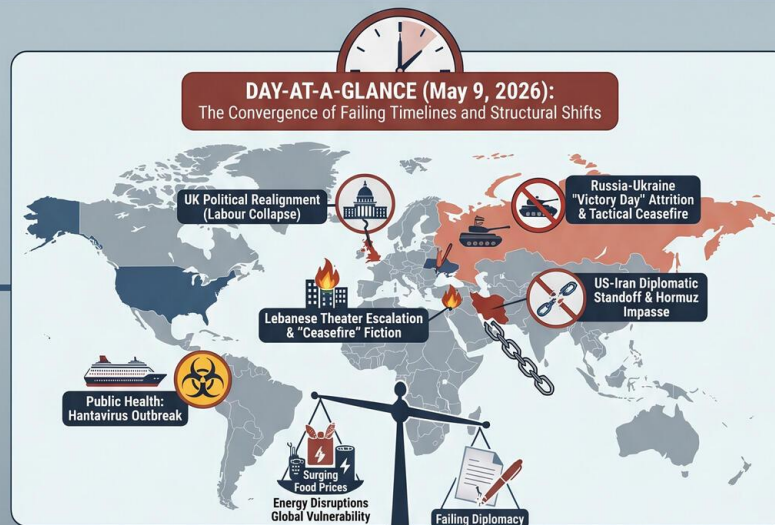 DAY-AT-A-GLANCE (May 9, 2026):
The Convergence of Failing Timelines and Structural Shifts
UK Political Realignment
(Labour Collapse)
Russia-Ukraine
"Victory Day" Attrition
& Tactical Ceasefire
US-Iran Diplomatic
Standoff & Hormuz
Impasse
Lebanese Theater Escalation
& "Ceasefire" Fiction
Public Health:
Hantavirus Outbreak
Surging
Food Prices
Energy Disruptions
Global Vulnerability
Failing Diplomacy